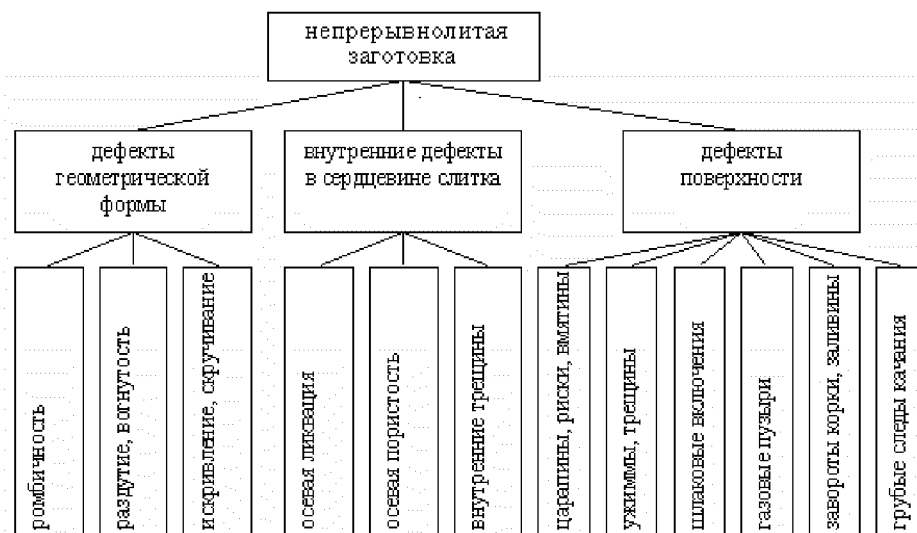 непрерывнолитая
заготовка
дефекты
геометрической
формы
внутренние дефекты
в сердцевине слитка
дефекты
поверхности
ромбичность
раздутие, вогнутость
искривление, скручивание
осевая ликвация
осевая пористость
внутренние трещины
царапины, риски, вмятины
ужиммы, трещины
шлаковые включения
газовые пузыри
завороты корки, заливины
грубые следы качания